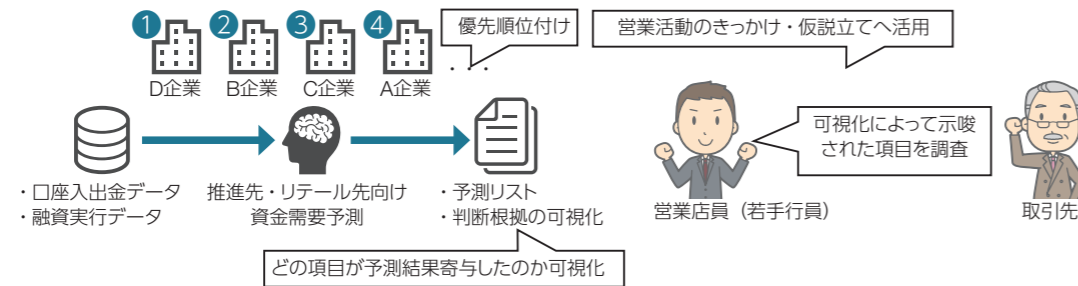 1 2 3 4
D企業 B企業 C企業 A企業 ・・・
優先順位付け
営業活動のきっかけ・仮説立てへ活用
・口座入出金データ
・融資実行データ
推進先・リテール先向け
資金需要予測
・予測リスト
・判断根拠の可視化
どの項目が予測結果寄与したのか可視化
可視化によって示唆
された項目を調査
営業店員（若手行員）
取引先